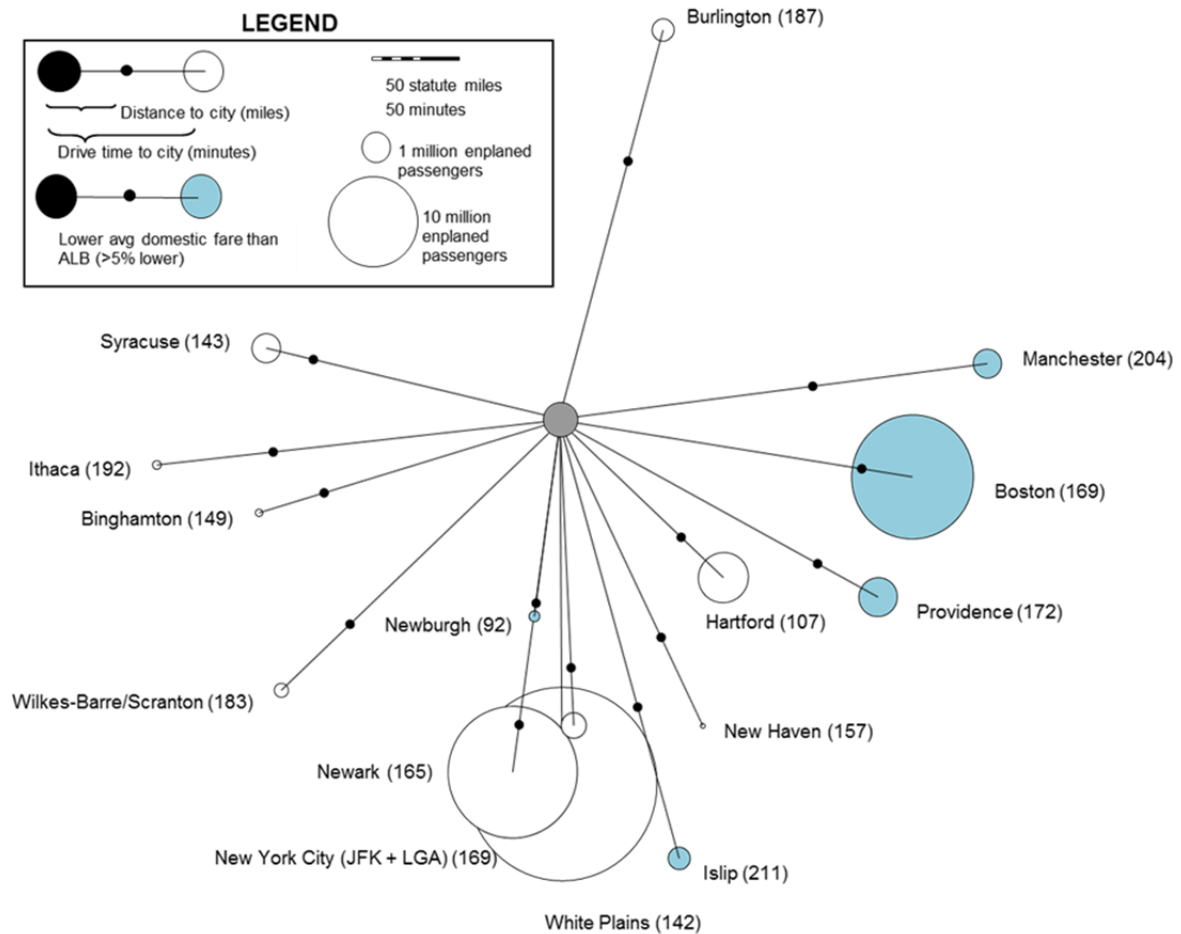 LEGEND
Distance to city (miles)
Drive time to city (minutes)
Lower avg domestic fare than
ALB (>5% lower)
50 statute miles
50 minutes
1 million enplaned
passengers
10 million
enplaned
passengers
Burlington (187)
Syracuse (143)
Manchester (204)
Ithaca (192)
Boston (169)
Binghamton (149)
Newburgh (92)
Hartford (107)
Providence (172)
Wilkes-Barre/Scranton (183)
New Haven (157)
Newark (165)
New York City (JFK + LGA) (169)
Islip (211)
White Plains (142)